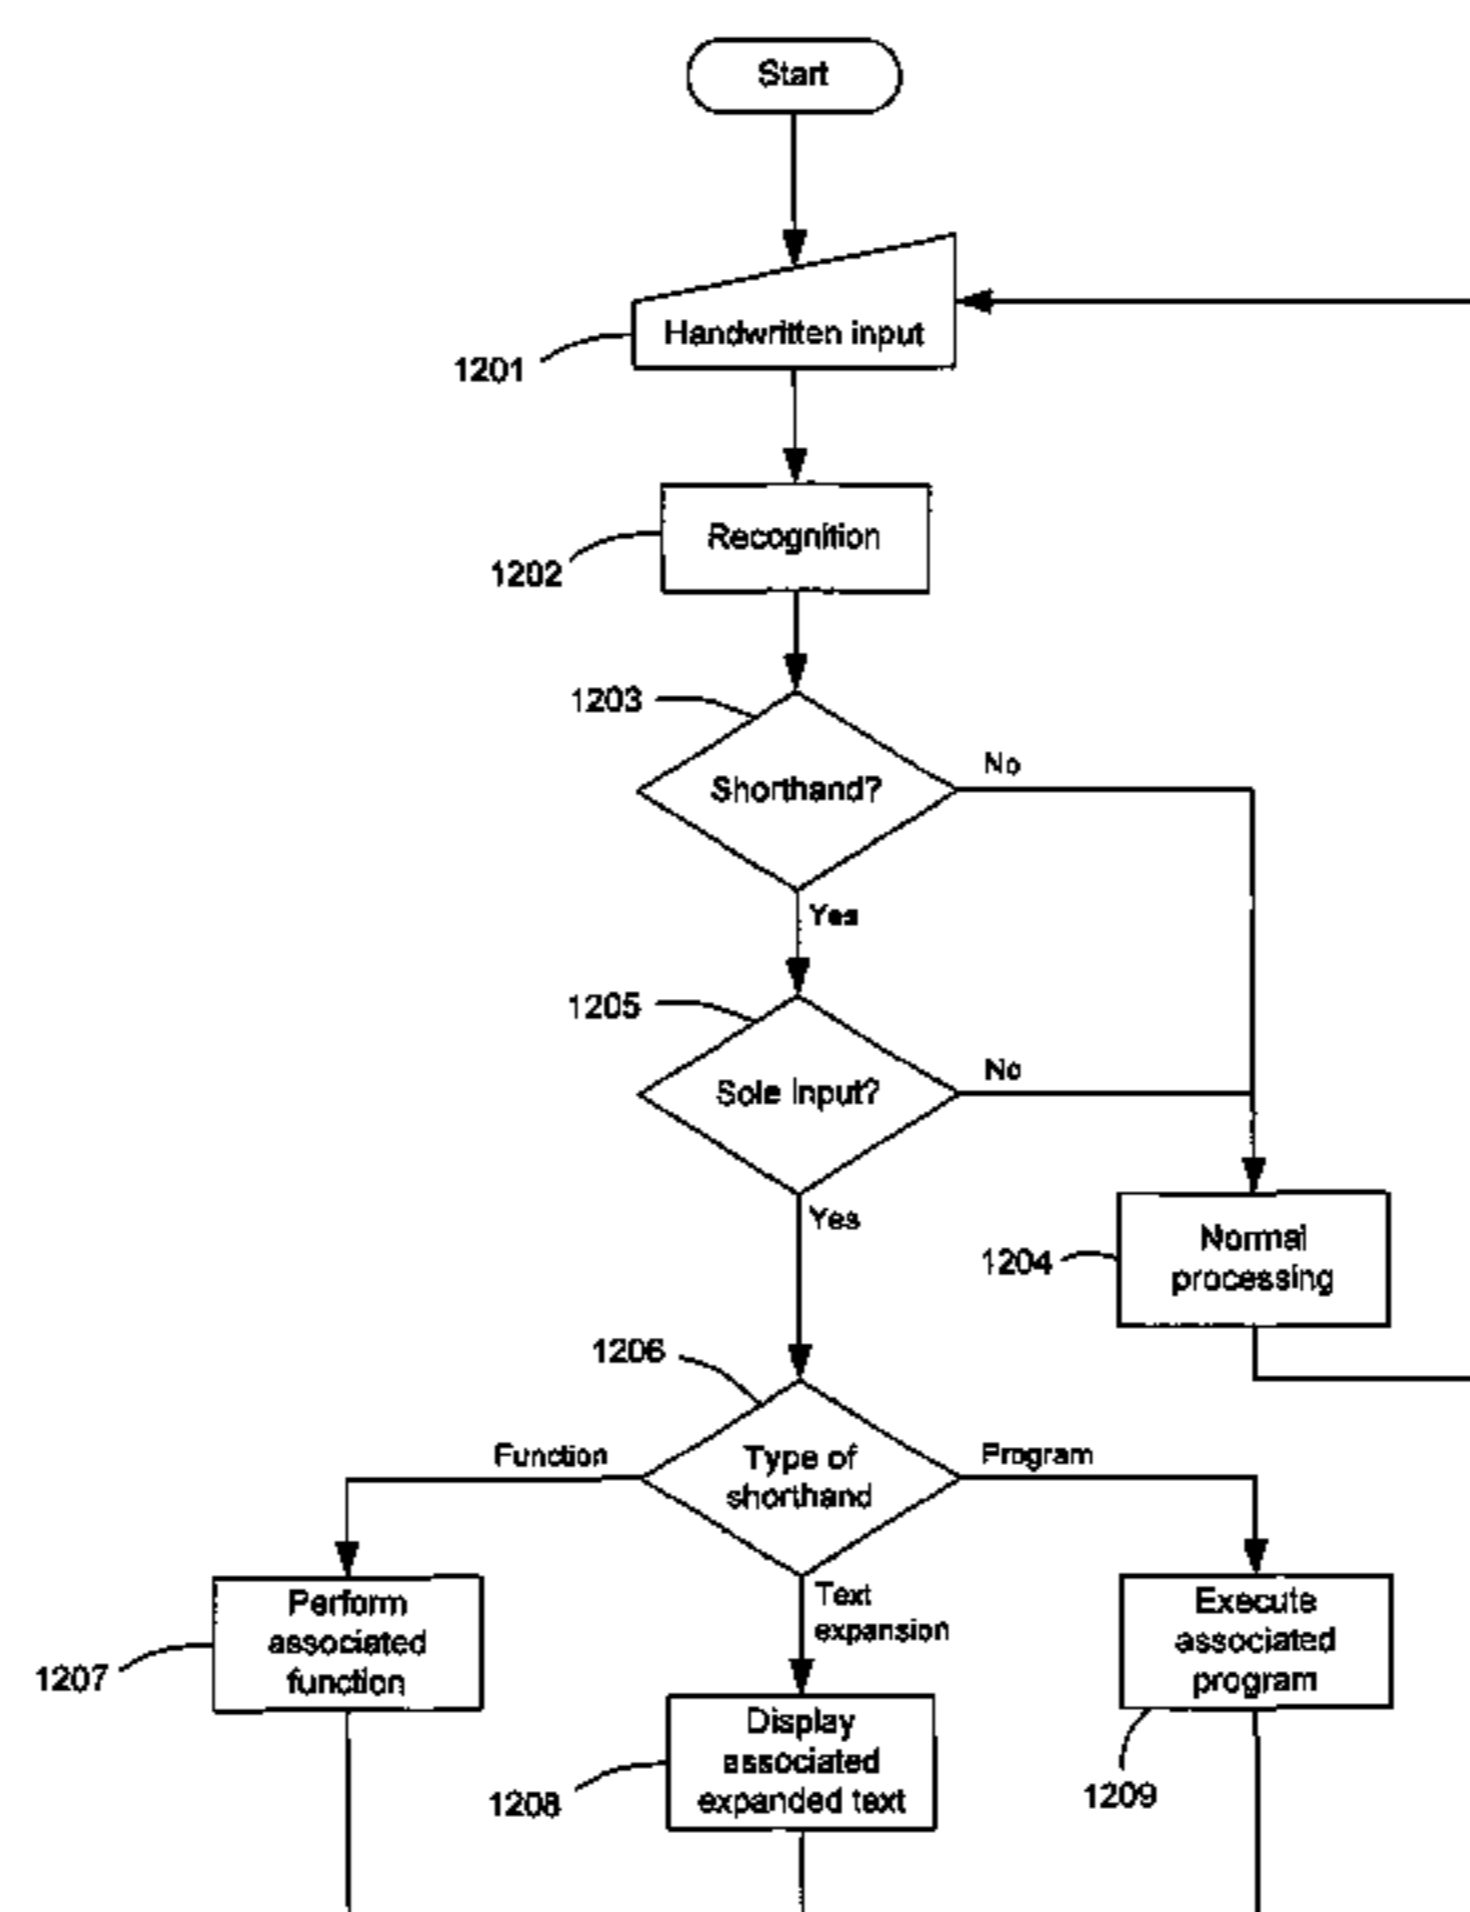 Start
Handwritten input
1201
Recognition
1202
1203
Shorthand?
No
Yes
1205
Sole input?
No
Yes
Normal
processing
1204
1206
Function
Type of
shorthand
Program
Text
expansion
Perform
associated
function
1207
Display
associated
expanded text
1208
Execute
associated
program
1209